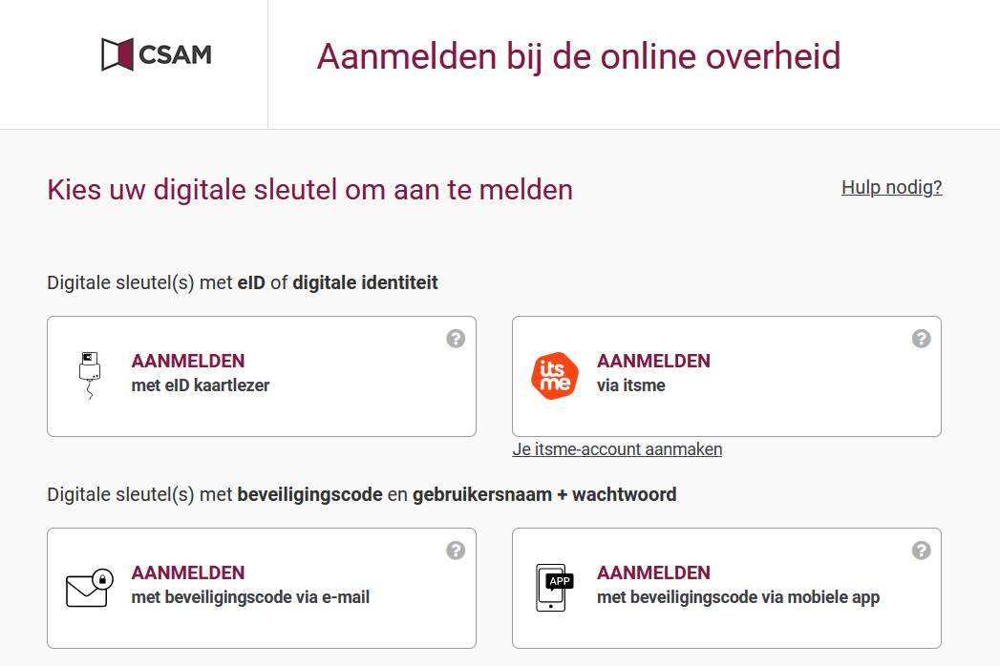 CSAM
Aanmelden bij de online overheid
Kies uw digitale sleutel om aan te melden
Hulp nodig?
Digitale sleutel(s) met eID of digitale identiteit
?
AANMELDEN
met eID kaartlezer
?
itsme
AANMELDEN
via itsme
Je itsme-account aanmaken
Digitale sleutel(s) met beveiligingscode en gebruikersnaam + wachtwoord
?
AANMELDEN
met beveiligingscode via e-mail
?
APP
AANMELDEN
met beveiligingscode via mobiele app